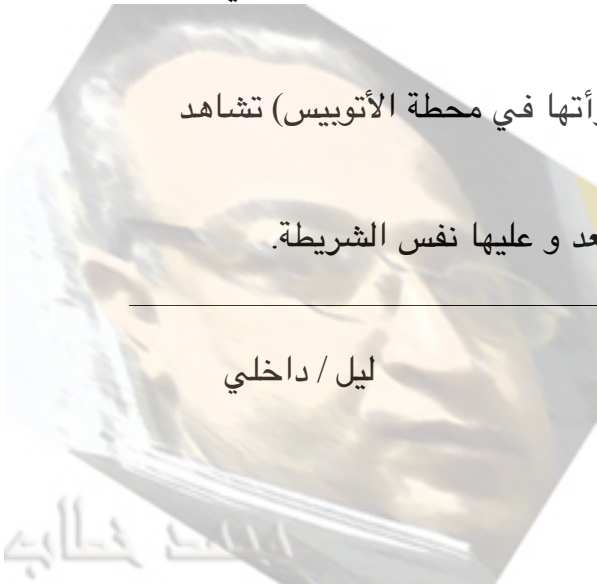 رأتها في محطة الأتوبيس) تشاهد
عد و عليها نفس الشريطة.
ليل / داخلي